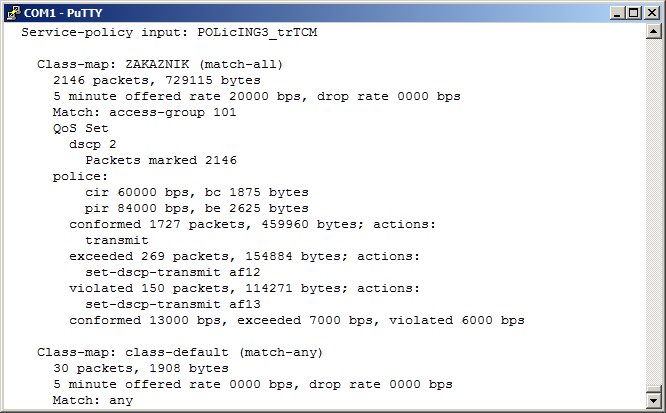 COM1 - PuTTY
Service-policy input: POLicING3_trTCM
Class-map: ZAKAZNIK (match-all)
2146 packets, 729115 bytes
5 minute offered rate 20000 bps, drop rate 0000 bps
Match: access-group 101
QoS Set
dscp 2
Packets marked 2146
police:
cir 60000 bps, bc 1875 bytes
pir 84000 bps, be 2625 bytes
conformed 1727 packets, 459960 bytes; actions:
transmit
exceeded 269 packets, 154884 bytes; actions:
set-dscp-transmit af12
violated 150 packets, 114271 bytes; actions:
set-dscp-transmit af13
conformed 13000 bps, exceeded 7000 bps, violated 6000 bps
Class-map: class-default (match-any)
30 packets, 1908 bytes
5 minute offered rate 0000 bps, drop rate 0000 bps
Match: any